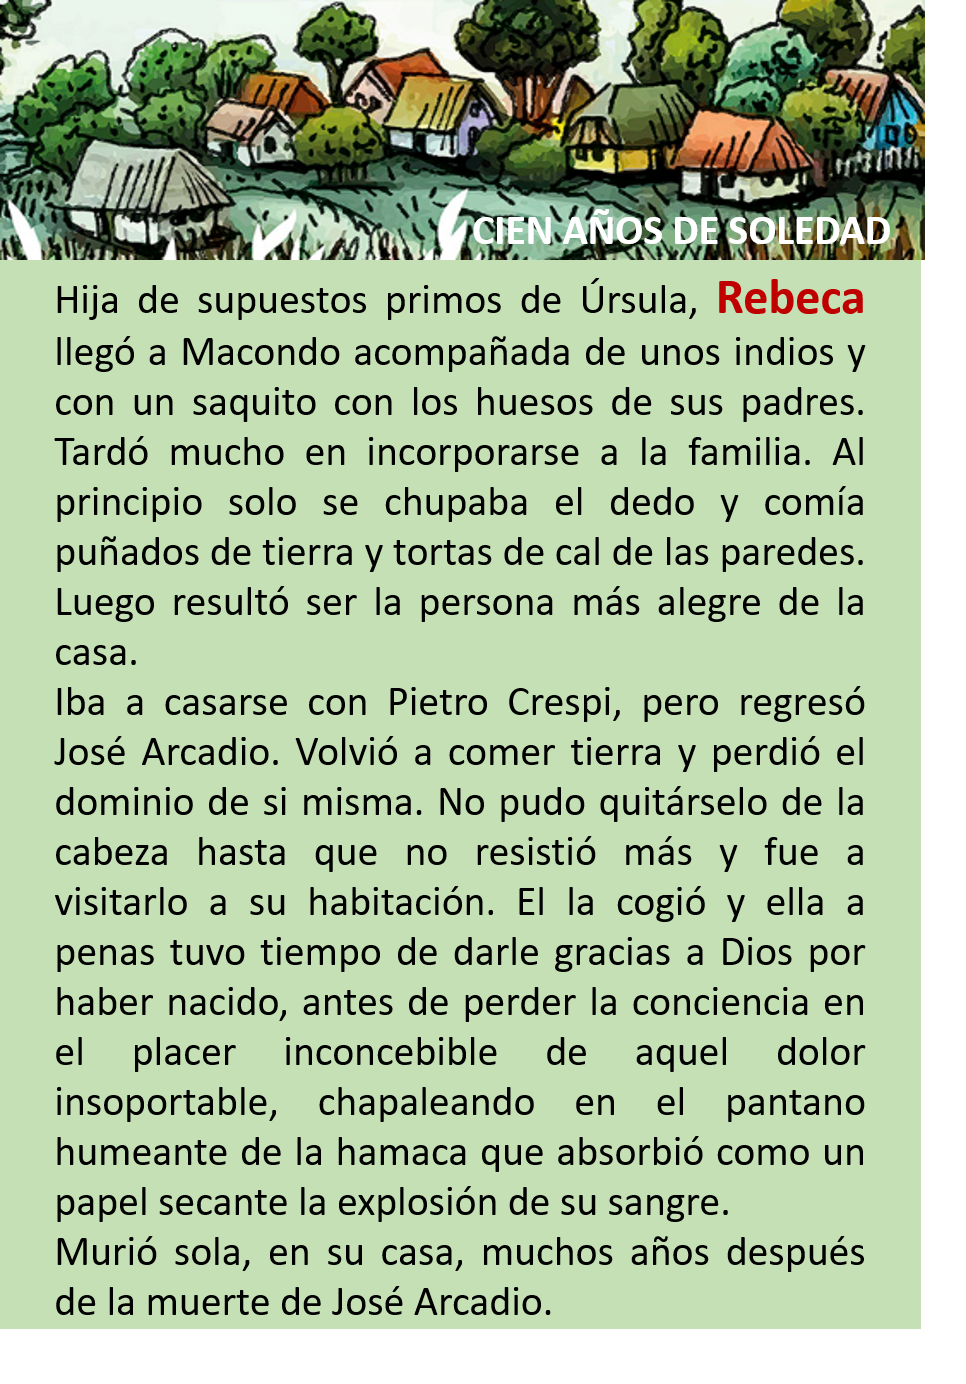 CIEN AÑOS DE SOLEDAD
Hija de supuestos primos de Úrsula, Rebeca
llegó a Macondo acompañada de unos indios y
con un saquito con los huesos de sus padres.
Tardó mucho en incorporarse a la familia. Al
principio solo se chupaba el dedo y comía
puñados de tierra y tortas de cal de las paredes.
Luego resultó ser la persona más alegre de la
casa.
Iba a casarse con Pietro Crespi, pero regresó
José Arcadio. Volvió a comer tierra y perdió el
dominio de si misma. No pudo quitárselo de la
cabeza hasta que no resistió más y fue a
visitarlo a su habitación. El la cogió y ella a
penas tuvo tiempo de darle gracias a Dios por
haber nacido, antes de perder la conciencia en
el placer inconcebible de aquel dolor
insoportable, chapaleando en el pantano
humeante de la hamaca que absorbió como un
papel secante la explosión de su sangre.
Murió sola, en su casa, muchos años después
de la muerte de José Arcadio.